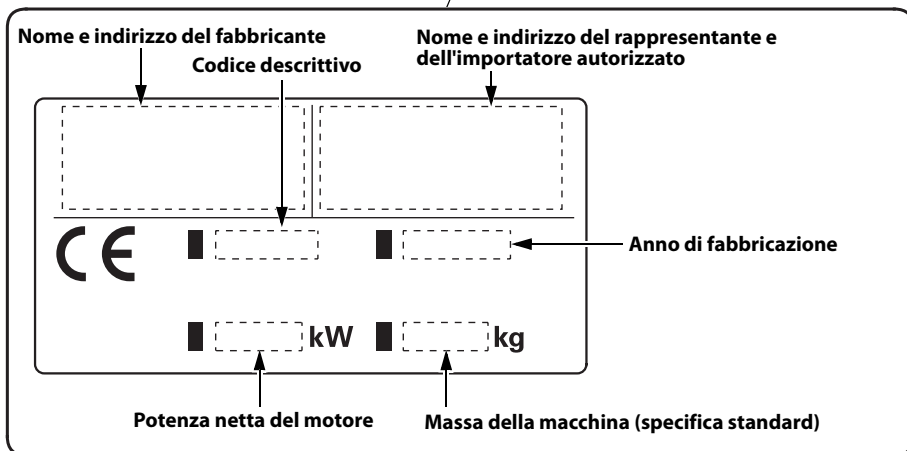 Nome e indirizzo del fabbricante
Nome e indirizzo del rappresentante e
dell'importatore autorizzato
Codice descrittivo
CE
Anno di fabbricazione
kW
kg
Potenza netta del motore
Massa della macchina (specifica standard)